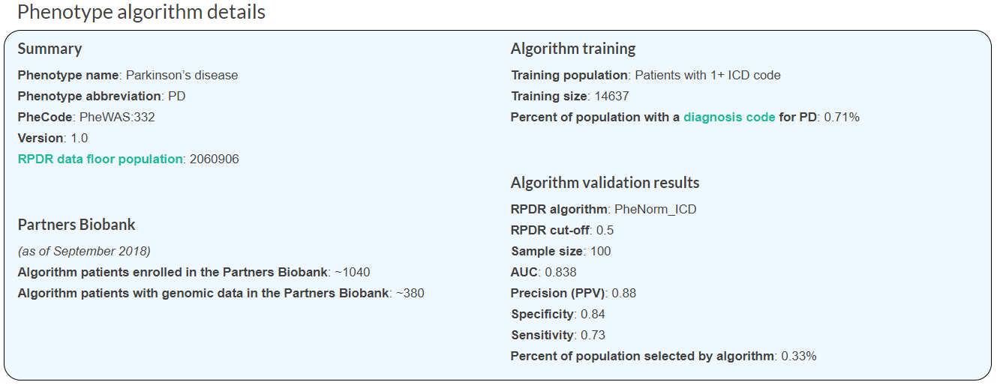 Phenotype algorithm details
Summary
Phenotype name: Parkinson’s disease
Phenotype abbreviation: PD
PheCode: PheWAS:332
Version: 1.0
RPDR data floor population: 2060906
Partners Biobank
(as of September 2018)
Algorithm patients enrolled in the Partners Biobank: ~1040
Algorithm patients with genomic data in the Partners Biobank: ~380
Algorithm training
Training population: Patients with 1+ ICD code
Training size: 14637
Percent of population with a diagnosis code for PD: 0.71%
Algorithm validation results
RPDR algorithm: PheNorm_ICD
RPDR cut-off: 0.5
Sample size: 100
AUC: 0.838
Precision (PPV): 0.88
Specificity: 0.84
Sensitivity: 0.73
Percent of population selected by algorithm: 0.33%